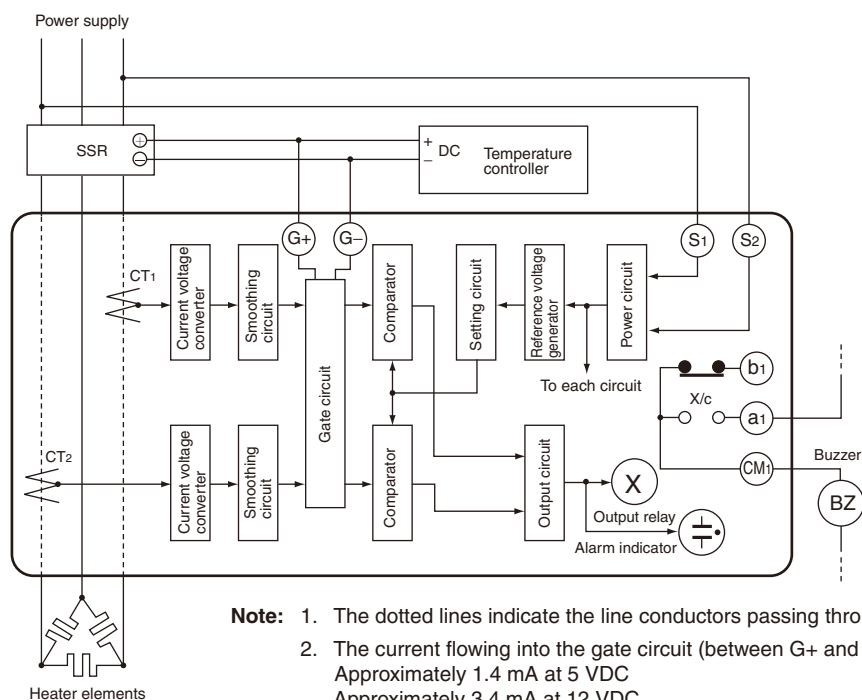 Power supply
SSR
+
−
+
−
DC
Temperature
controller
G+
G−
S1
S2
CT1
Current voltage
converter
Smoothing
circuit
Gate circuit
Comparator
Setting circuit
Reference voltage
generator
Power circuit
To each circuit
b1
X/c
a1
CT2
Current voltage
converter
Smoothing
circuit
Comparator
Output circuit
X
Output relay
Alarm indicator
CM1
Buzzer
BZ
Heater elements
Note: 1. The dotted lines indicate the line conductors passing thro
2. The current flowing into the gate circuit (between G+ and
Approximately 1.4 mA at 5 VDC
Approximately 3.4 mA at 12 VDC